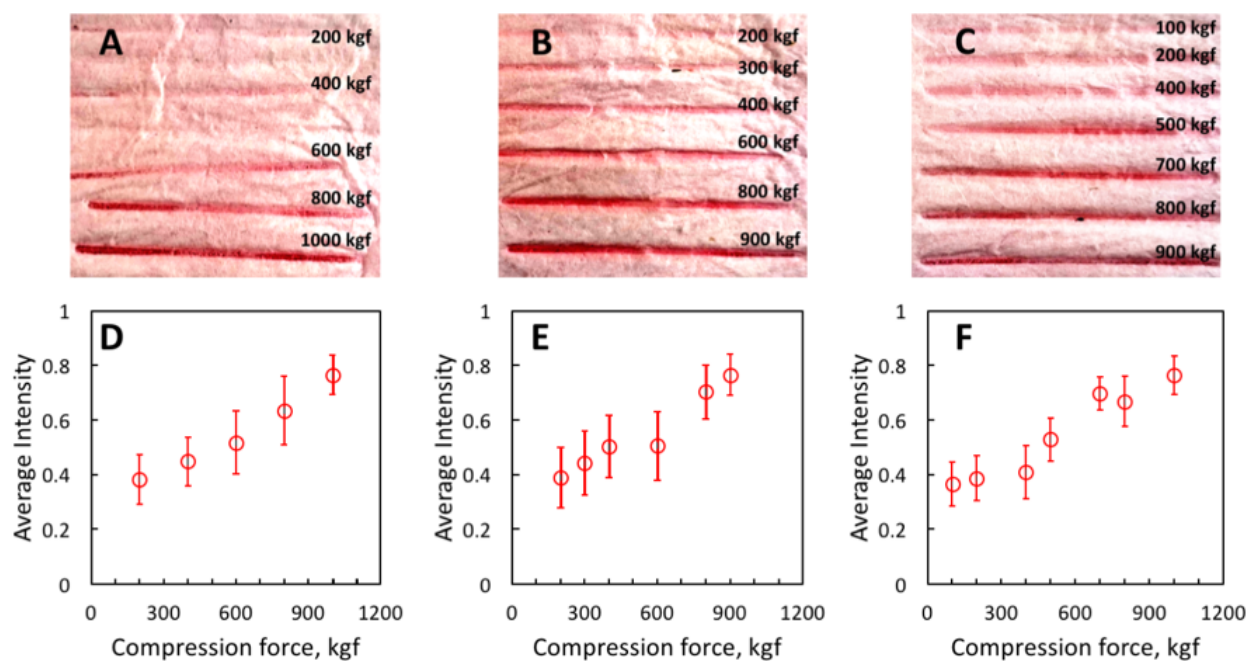 A
200 kgf
400 kgf
600 kgf
800 kgf
1000 kgf
B
200 kgf
300 kgf
400 kgf
600 kgf
800 kgf
900 kgf
C
100 kgf
200 kgf
400 kgf
500 kgf
700 kgf
800 kgf
900 kgf
D
1
0.8
0.6
0.4
0.2
0
Average Intensity
0 300 600 900 1200
Compression force, kgf
E
1
0.8
0.6
0.4
0.2
0
Average Intensity
0 300 600 900 1200
Compression force, kgf
F
1
0.8
0.6
0.4
0.2
0
Average Intensity
0 300 600 900 1200
Compression force, kgf